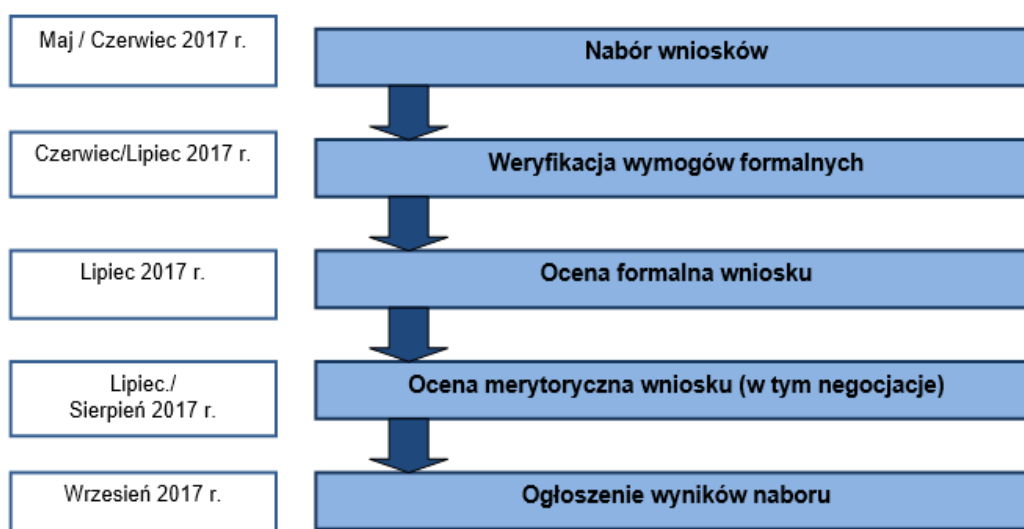 Maj / Czerwiec 2017 r.
Nabór wniosków
Czerwiec/Lipiec 2017 r.
Weryfikacja wymogów formalnych
Lipiec 2017 r.
Ocena formalna wniosku
Lipiec./
Sierpień 2017 r.
Ocena merytoryczna wniosku (w tym negocjacje)
Wrzesień 2017 r.
Ogłoszenie wyników naboru